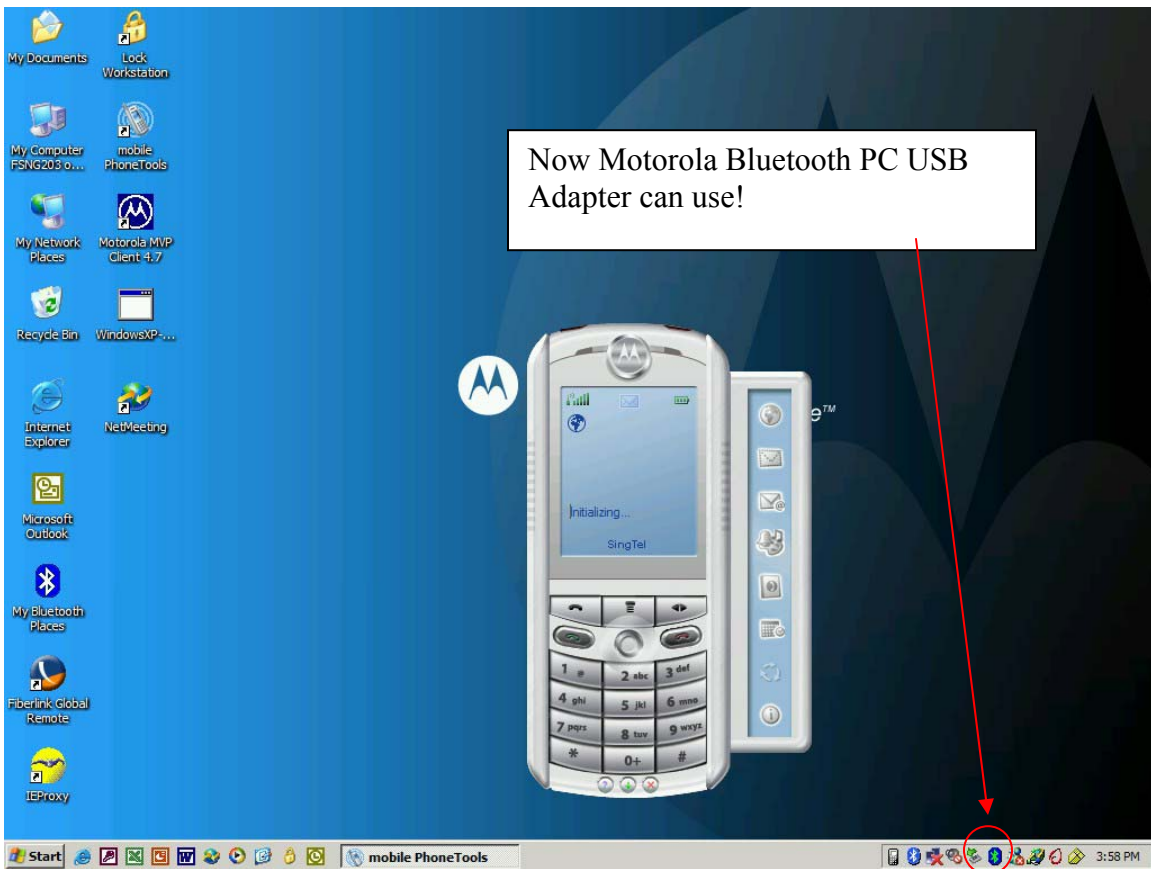 My Documents
Lock
Workstation
My Computer
FSNG203 o...
mobile
PhoneTools
My Network
Places
Motorola MVP
Client 4.7
Recycle Bin
WindowsXP-...
Internet
Explorer
NetMeeting
Microsoft
Outlook
My Bluetooth
Places
Fiberlink Global
Remote
IEProxy
Now Motorola Bluetooth PC USB
Adapter can use!
e™
Initializing...
SingTel
1
2 abc
3 def
4 ghi
5 jkl
6 mno
7 pqrs
8 tuv
9 wxyz
*
0+
#
Start
mobile PhoneTools
3:58 PM